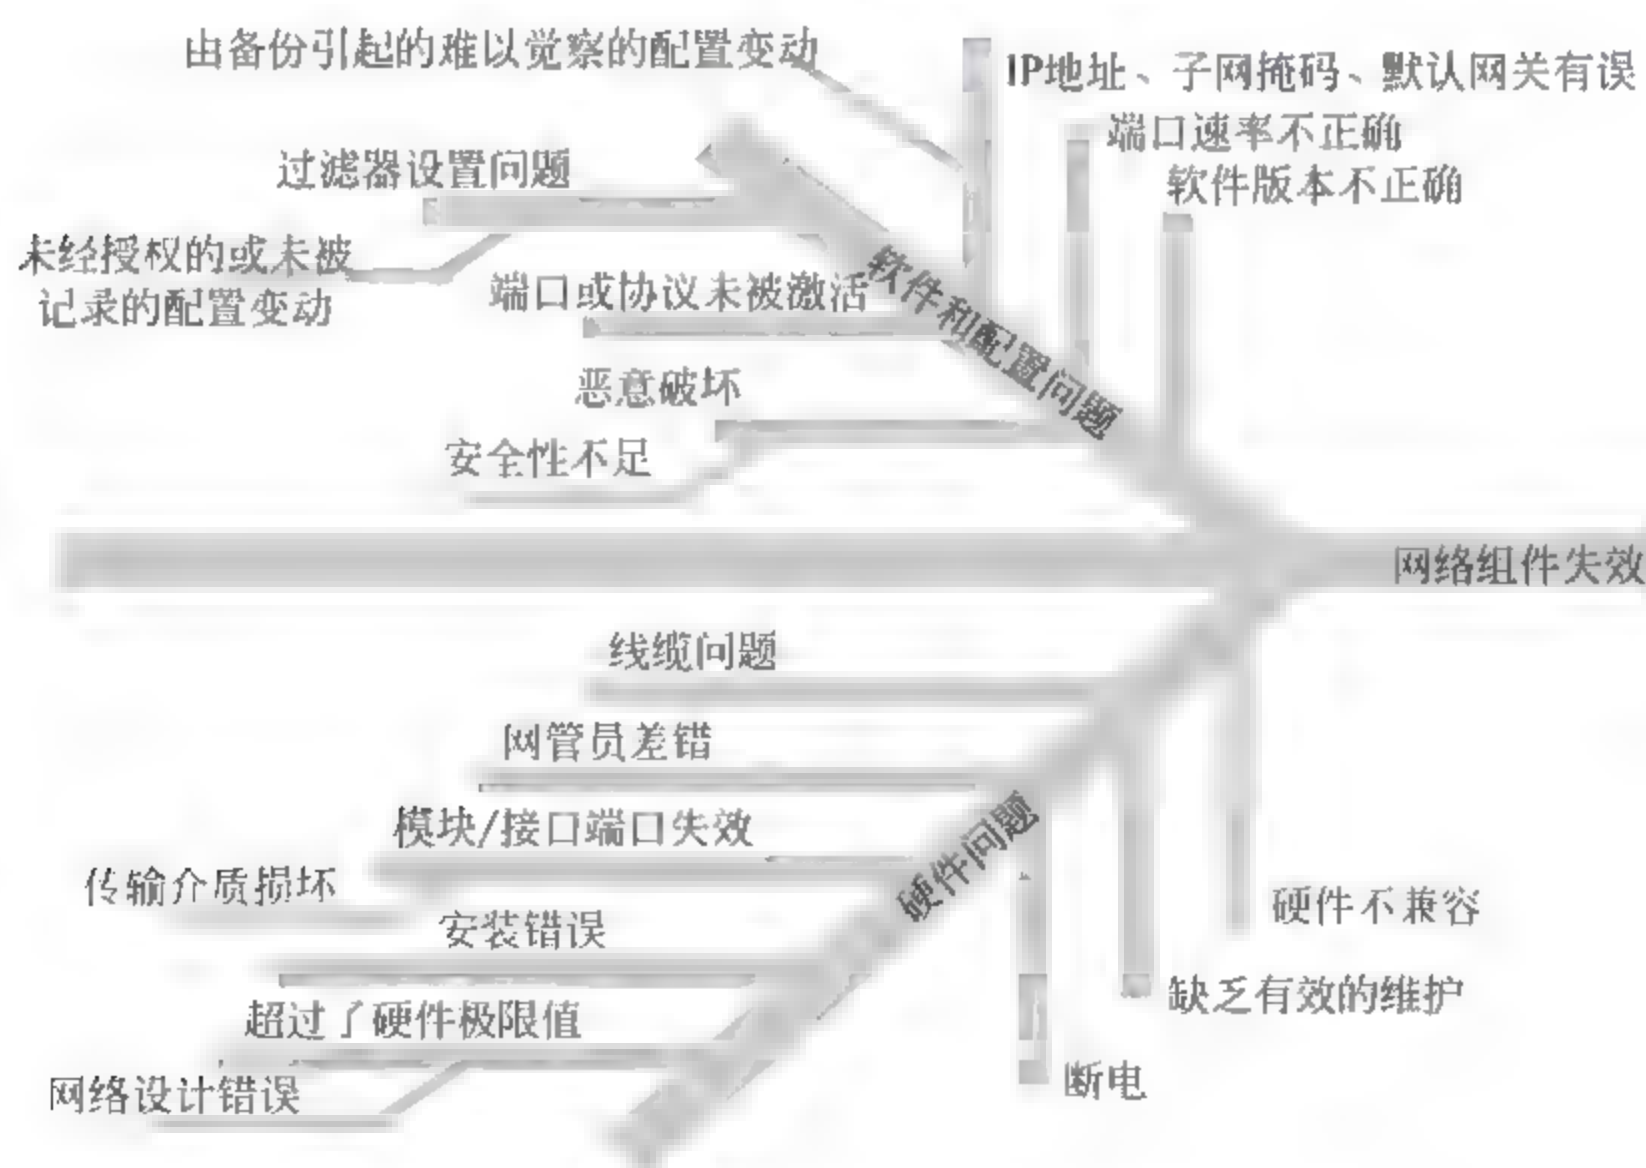 由备份引起的难以觉察的配置变动
IP地址、子网掩码、默认网关有误
端口速率不正确
过滤器设置问题
软件版本不正确
未经授权的或未被
记录的配置变动
端口或协议未被激活
软件和配置问题
恶意破坏
安全性不足
网络组件失效
线缆问题
网管员差错
模块/接口端口失效
硬件问题
传输介质损坏
硬件不兼容
安装错误
缺乏有效的维护
超过了硬件极限值
断电
网络设计错误